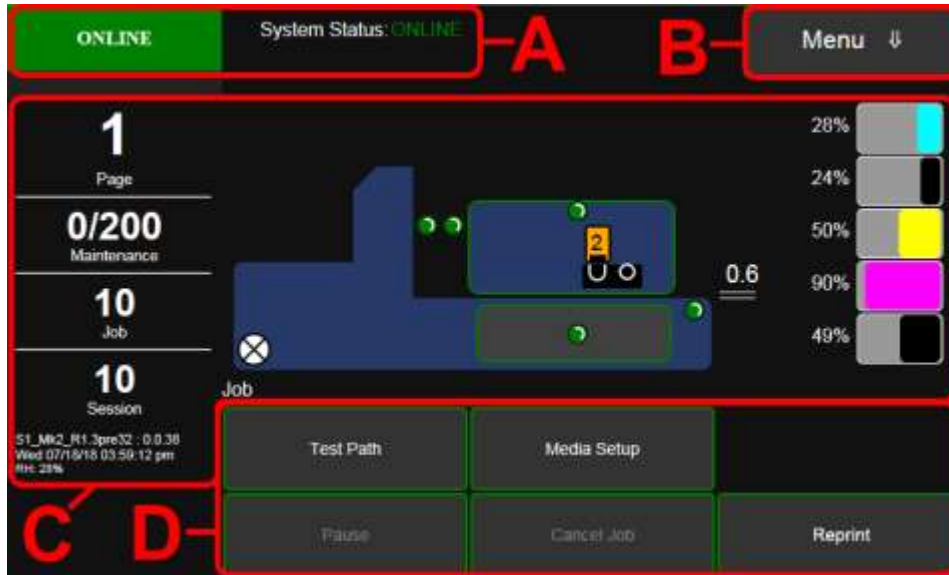 ONLINE
System Status: ONLINE
A
B
Menu ⇓
1
Page
0/200
Maintenance
10
Job
10
Session
S1_Mk2_R1.3pre32 : 0.0.38
Wed 07/18/18 03:59:12 pm
RH: 28%
2
0.6
28%
24%
50%
90%
49%
Job
C
D
Test Path
Media Setup
Pause
Cancel Job
Reprint